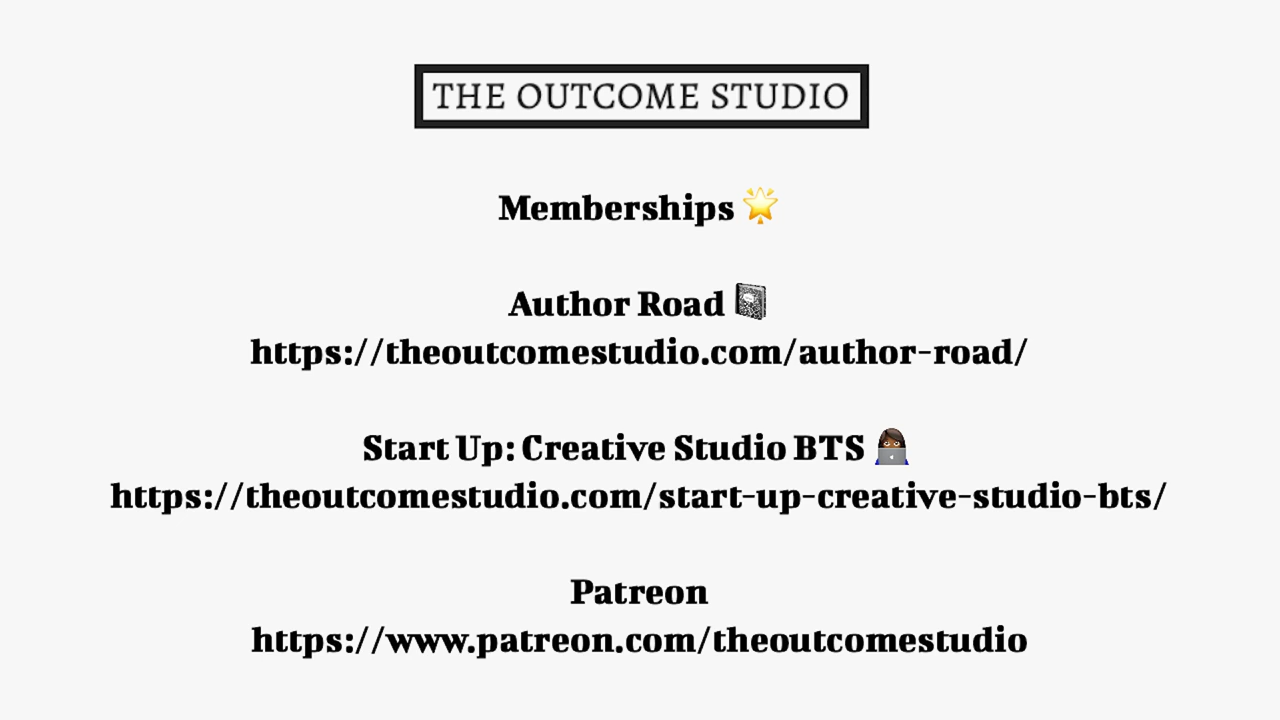 THE OUTCOME STUDIO
Memberships 🌟
Author Road 📓
https://theoutcomestudio.com/author-road/
Start Up: Creative Studio BTS 👩🏾‍💻
https://theoutcomestudio.com/start-up-creative-studio-bts/
Patreon
https://www.patreon.com/theoutcomestudio